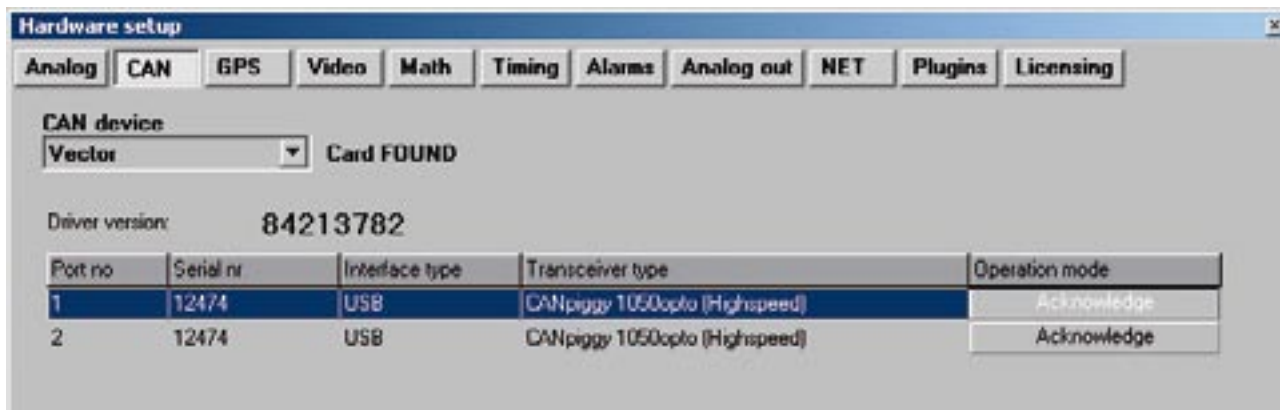 Hardware setup
Analog CAN GPS Video Math Timing Alarms Analog out NET Plugins Licensing
CAN device
Vector Card FOUND
Driver version: 84213782
Port no Serial nr Interface type Transceiver type Operation mode
1 12474 USB CANpiggy 1050opto (Highspeed) Acknowledge
2 12474 USB CANpiggy 1050opto (Highspeed) Acknowledge